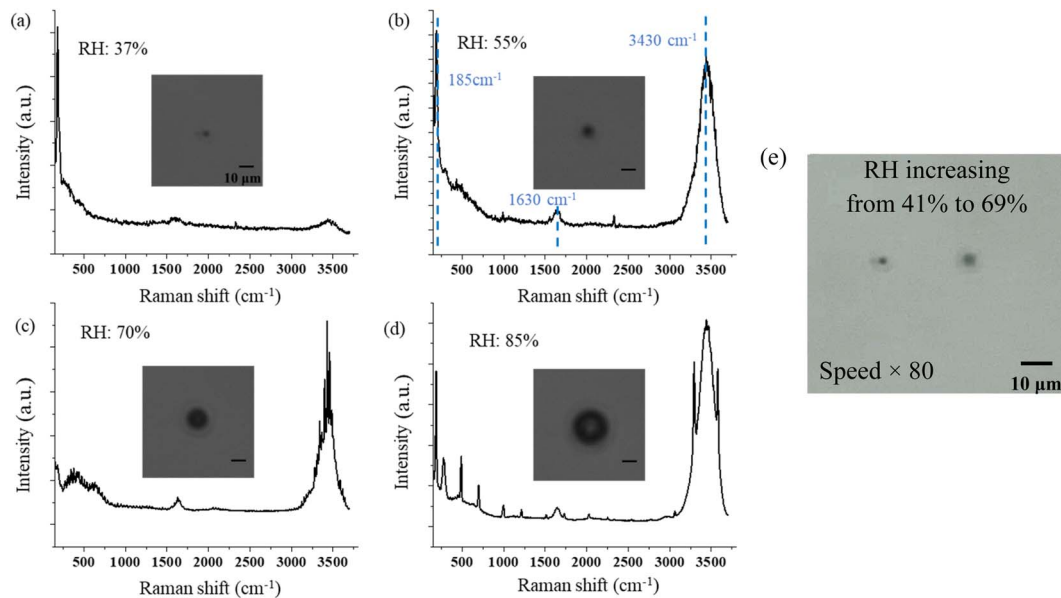 (a)
RH: 37%
10 µm
Intensity (a.u.)
500 1000 1500 2000 2500 3000 3500
Raman shift (cm-1)
(b)
RH: 55%
3430 cm-1
185cm-1
1630 cm-1
Intensity (a.u.)
500 1000 1500 2000 2500 3000 3500
Raman shift (cm-1)
(c)
RH: 70%
Intensity (a.u.)
500 1000 1500 2000 2500 3000 3500
Raman shift (cm-1)
(d)
RH: 85%
Intensity (a.u.)
500 1000 1500 2000 2500 3000 3500
Raman shift (cm-1)
(e)
RH increasing
from 41% to 69%
Speed × 80
10 µm